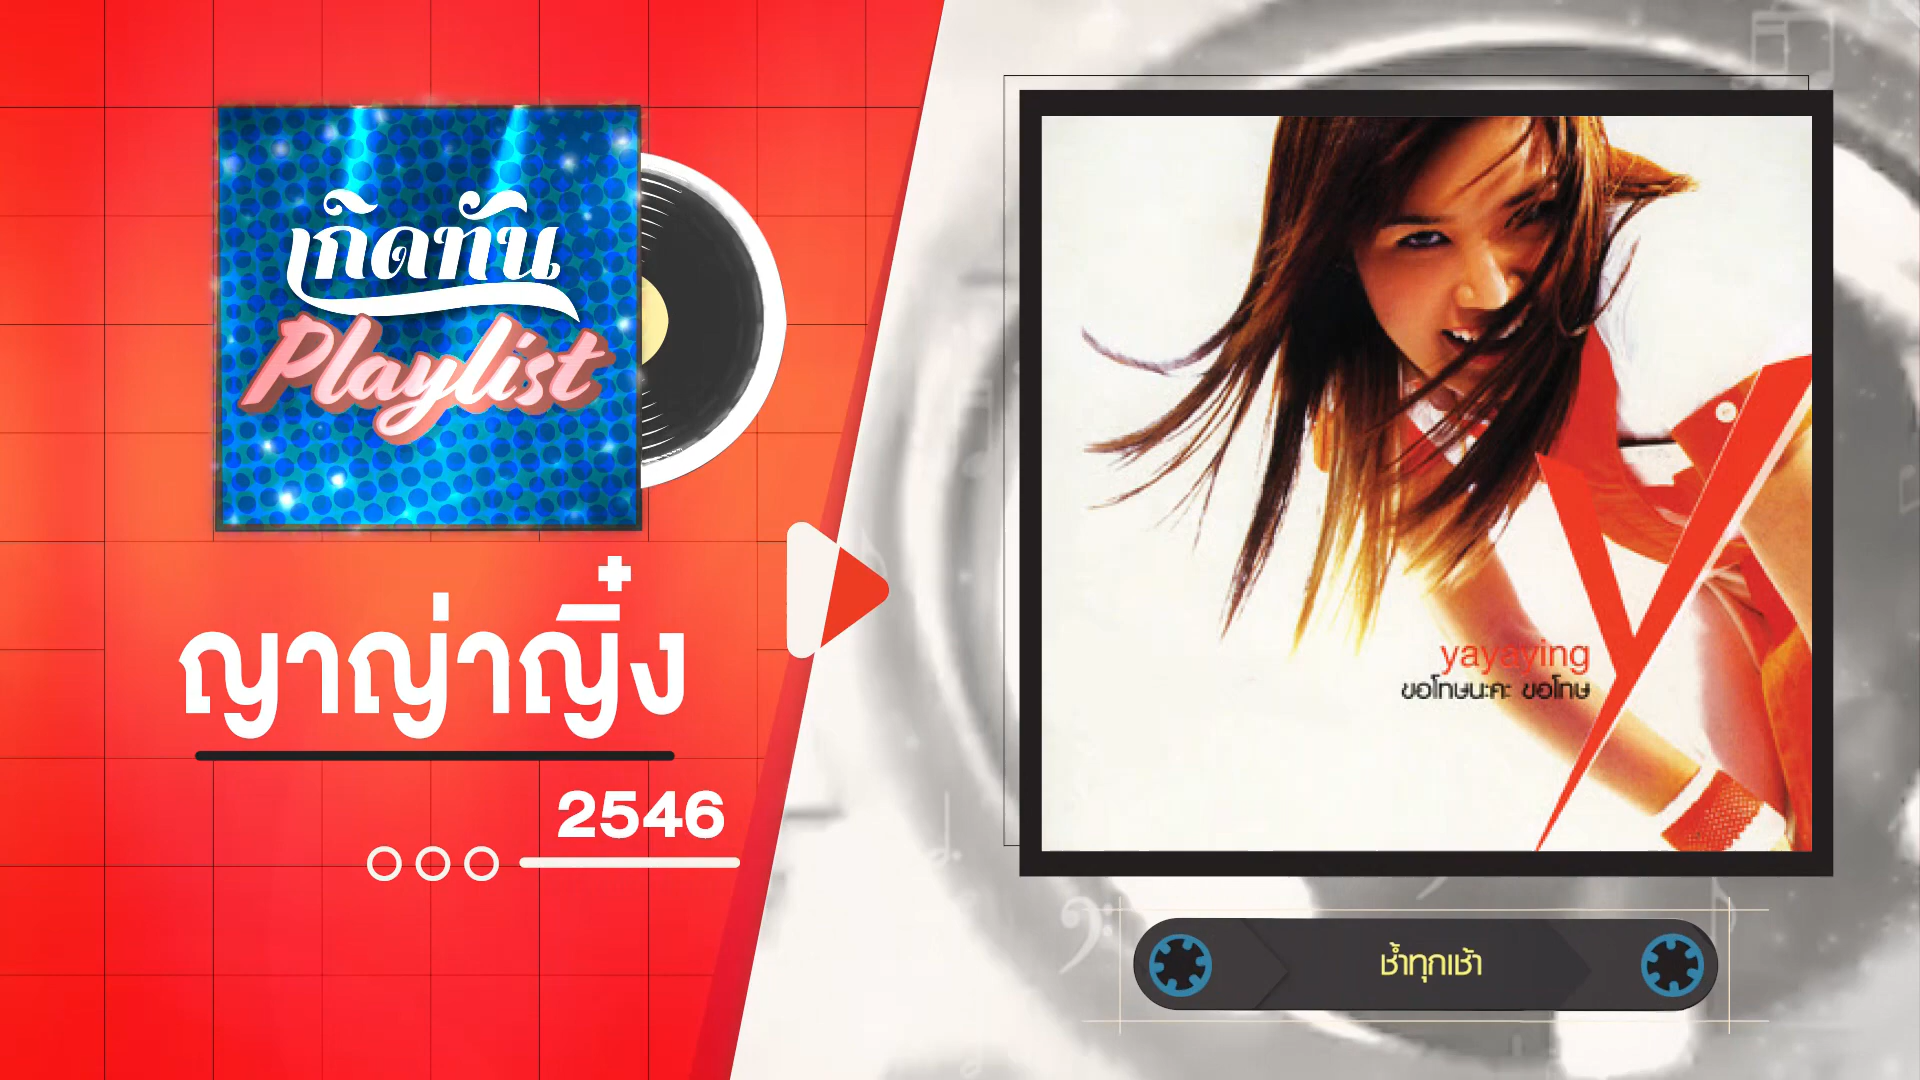 เกิดทัน
Playlist
ญาญ่าญิ๋ง
2546
yayaying
ขอโทษนะคะ ขอโทษ
ช้ำทุกเช้า